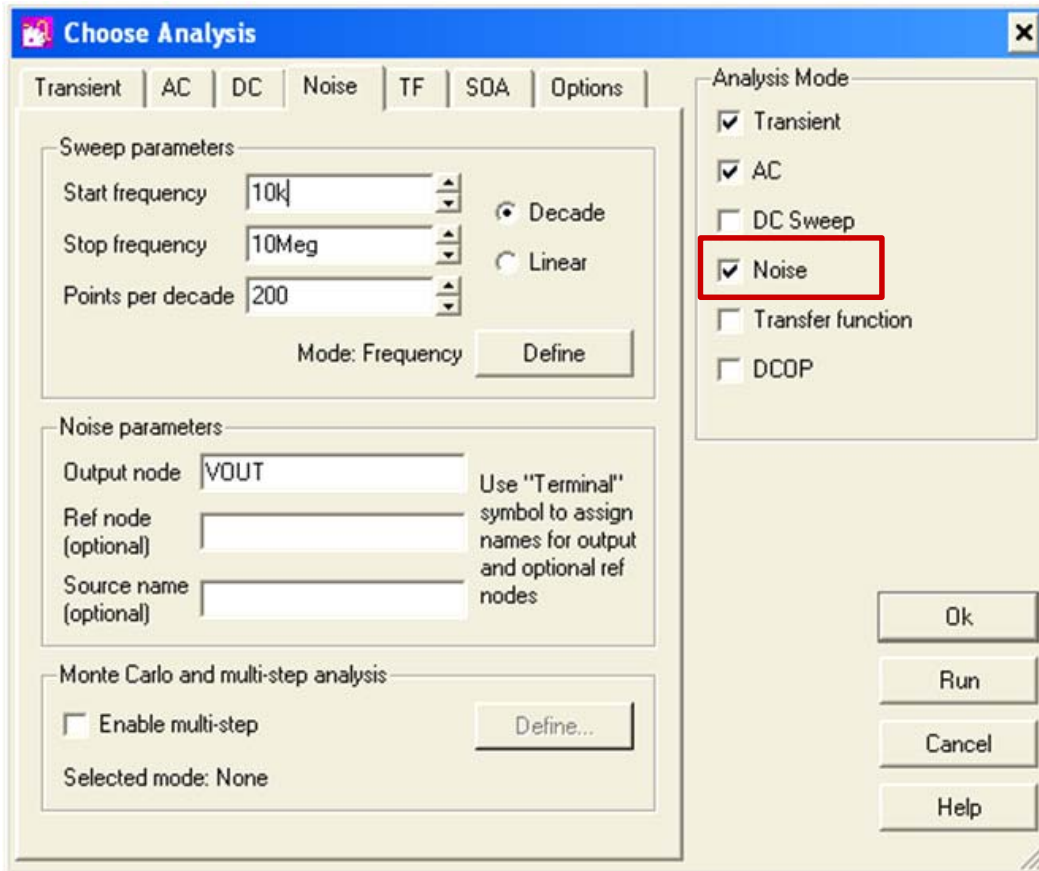 Choose Analysis
Transient AC DC Noise TF SOA Options
Sweep parameters
Start frequency 10k
Stop frequency 10Meg
Points per decade 200
Decade
Linear
Mode: Frequency Define
Noise parameters
Output node VOUT
Ref node
(optional)
Source name
(optional)
Use "Terminal"
symbol to assign
names for output
and optional ref
nodes
Monte Carlo and multi-step analysis
Enable multi-step Define...
Selected mode: None
Analysis Mode
Transient
AC
DC Sweep
Noise
Transfer function
DCOP
Ok
Run
Cancel
Help